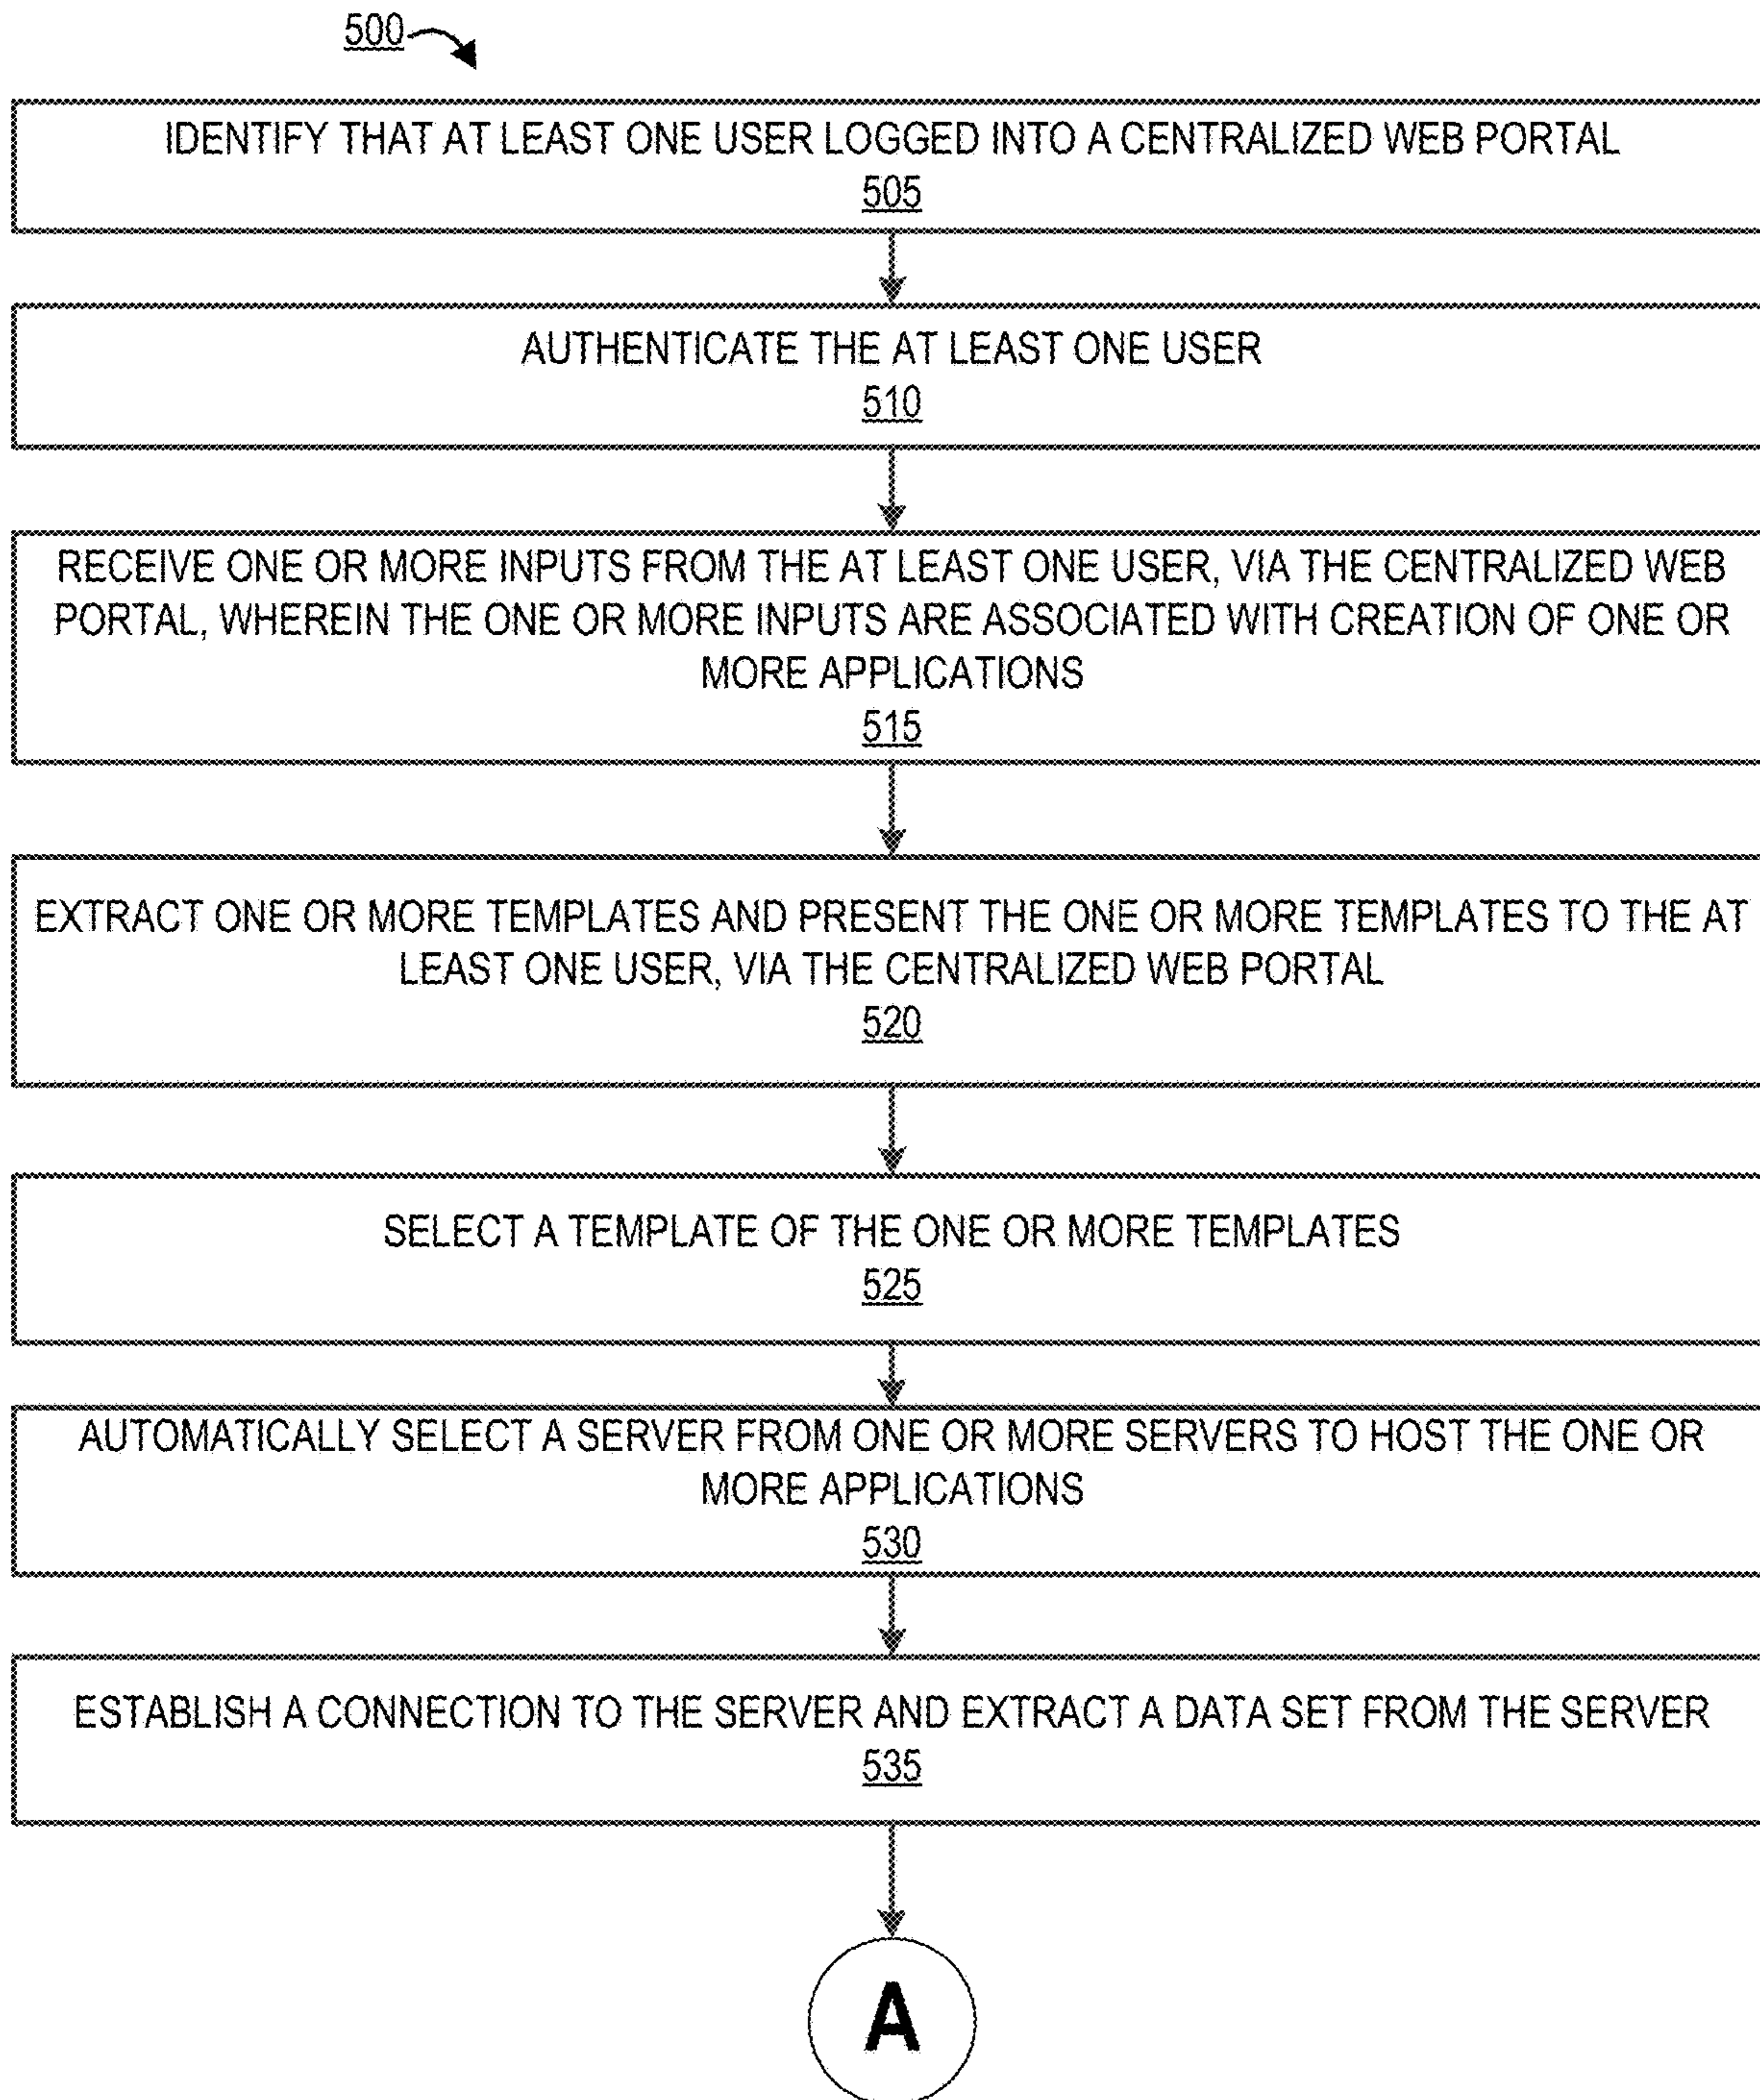 500
IDENTIFY THAT AT LEAST ONE USER LOGGED INTO A CENTRALIZED WEB PORTAL
505
AUTHENTICATE THE AT LEAST ONE USER
510
RECEIVE ONE OR MORE INPUTS FROM THE AT LEAST ONE USER, VIA THE CENTRALIZED WEB
PORTAL, WHEREIN THE ONE OR MORE INPUTS ARE ASSOCIATED WITH CREATION OF ONE OR
MORE APPLICATIONS
515
EXTRACT ONE OR MORE TEMPLATES AND PRESENT THE ONE OR MORE TEMPLATES TO THE AT
LEAST ONE USER, VIA THE CENTRALIZED WEB PORTAL
520
SELECT A TEMPLATE OF THE ONE OR MORE TEMPLATES
525
AUTOMATICALLY SELECT A SERVER FROM ONE OR MORE SERVERS TO HOST THE ONE OR
MORE APPLICATIONS
530
ESTABLISH A CONNECTION TO THE SERVER AND EXTRACT A DATA SET FROM THE SERVER
535
A